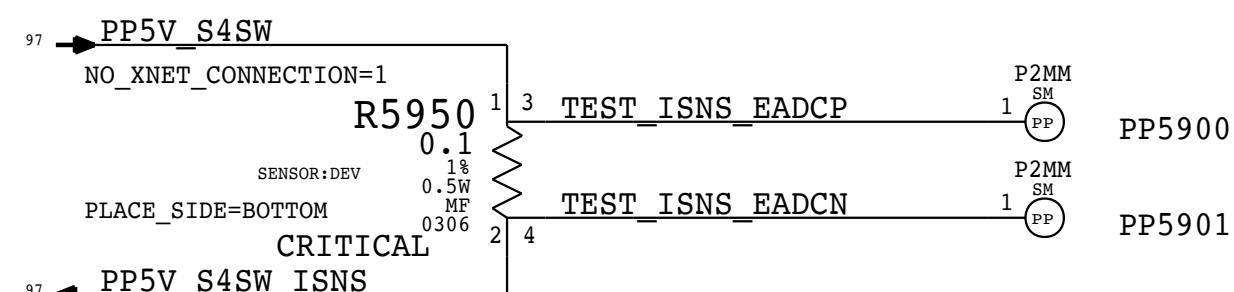 97 PP5V_S4SW
NO_XNET_CONNECTION=1
P2MM
SM
R5950 1 3 TEST_ISNS_EADCP 1 PP PP5900
0.1
1%
SENSOR:DEV
0.5W
P2MM
SM
PLACE_SIDE=BOTTOM MF TEST_ISNS_EADCN 1 PP PP5901
0306
CRITICAL 2 4
97 PP5V_S4SW_ISNS